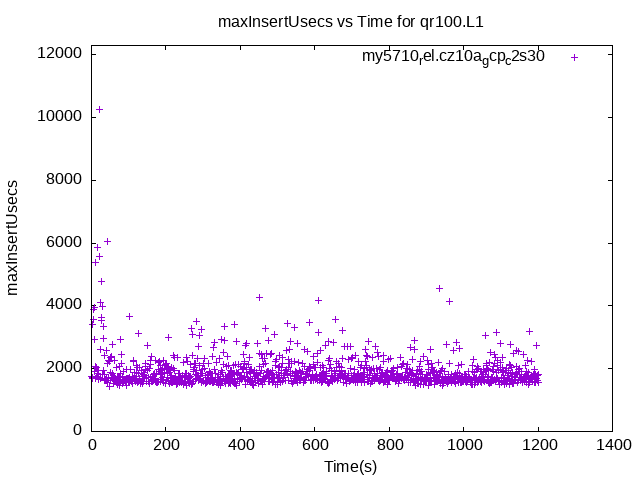 maxInsertUsecs vs Time for qr100.L1
my5710rel.cz10agcpc2s30
12000
10000
8000
6000
4000
2000
0
maxInsertUsecs
0 200 400 600 800 1000 1200 1400
Time(s)